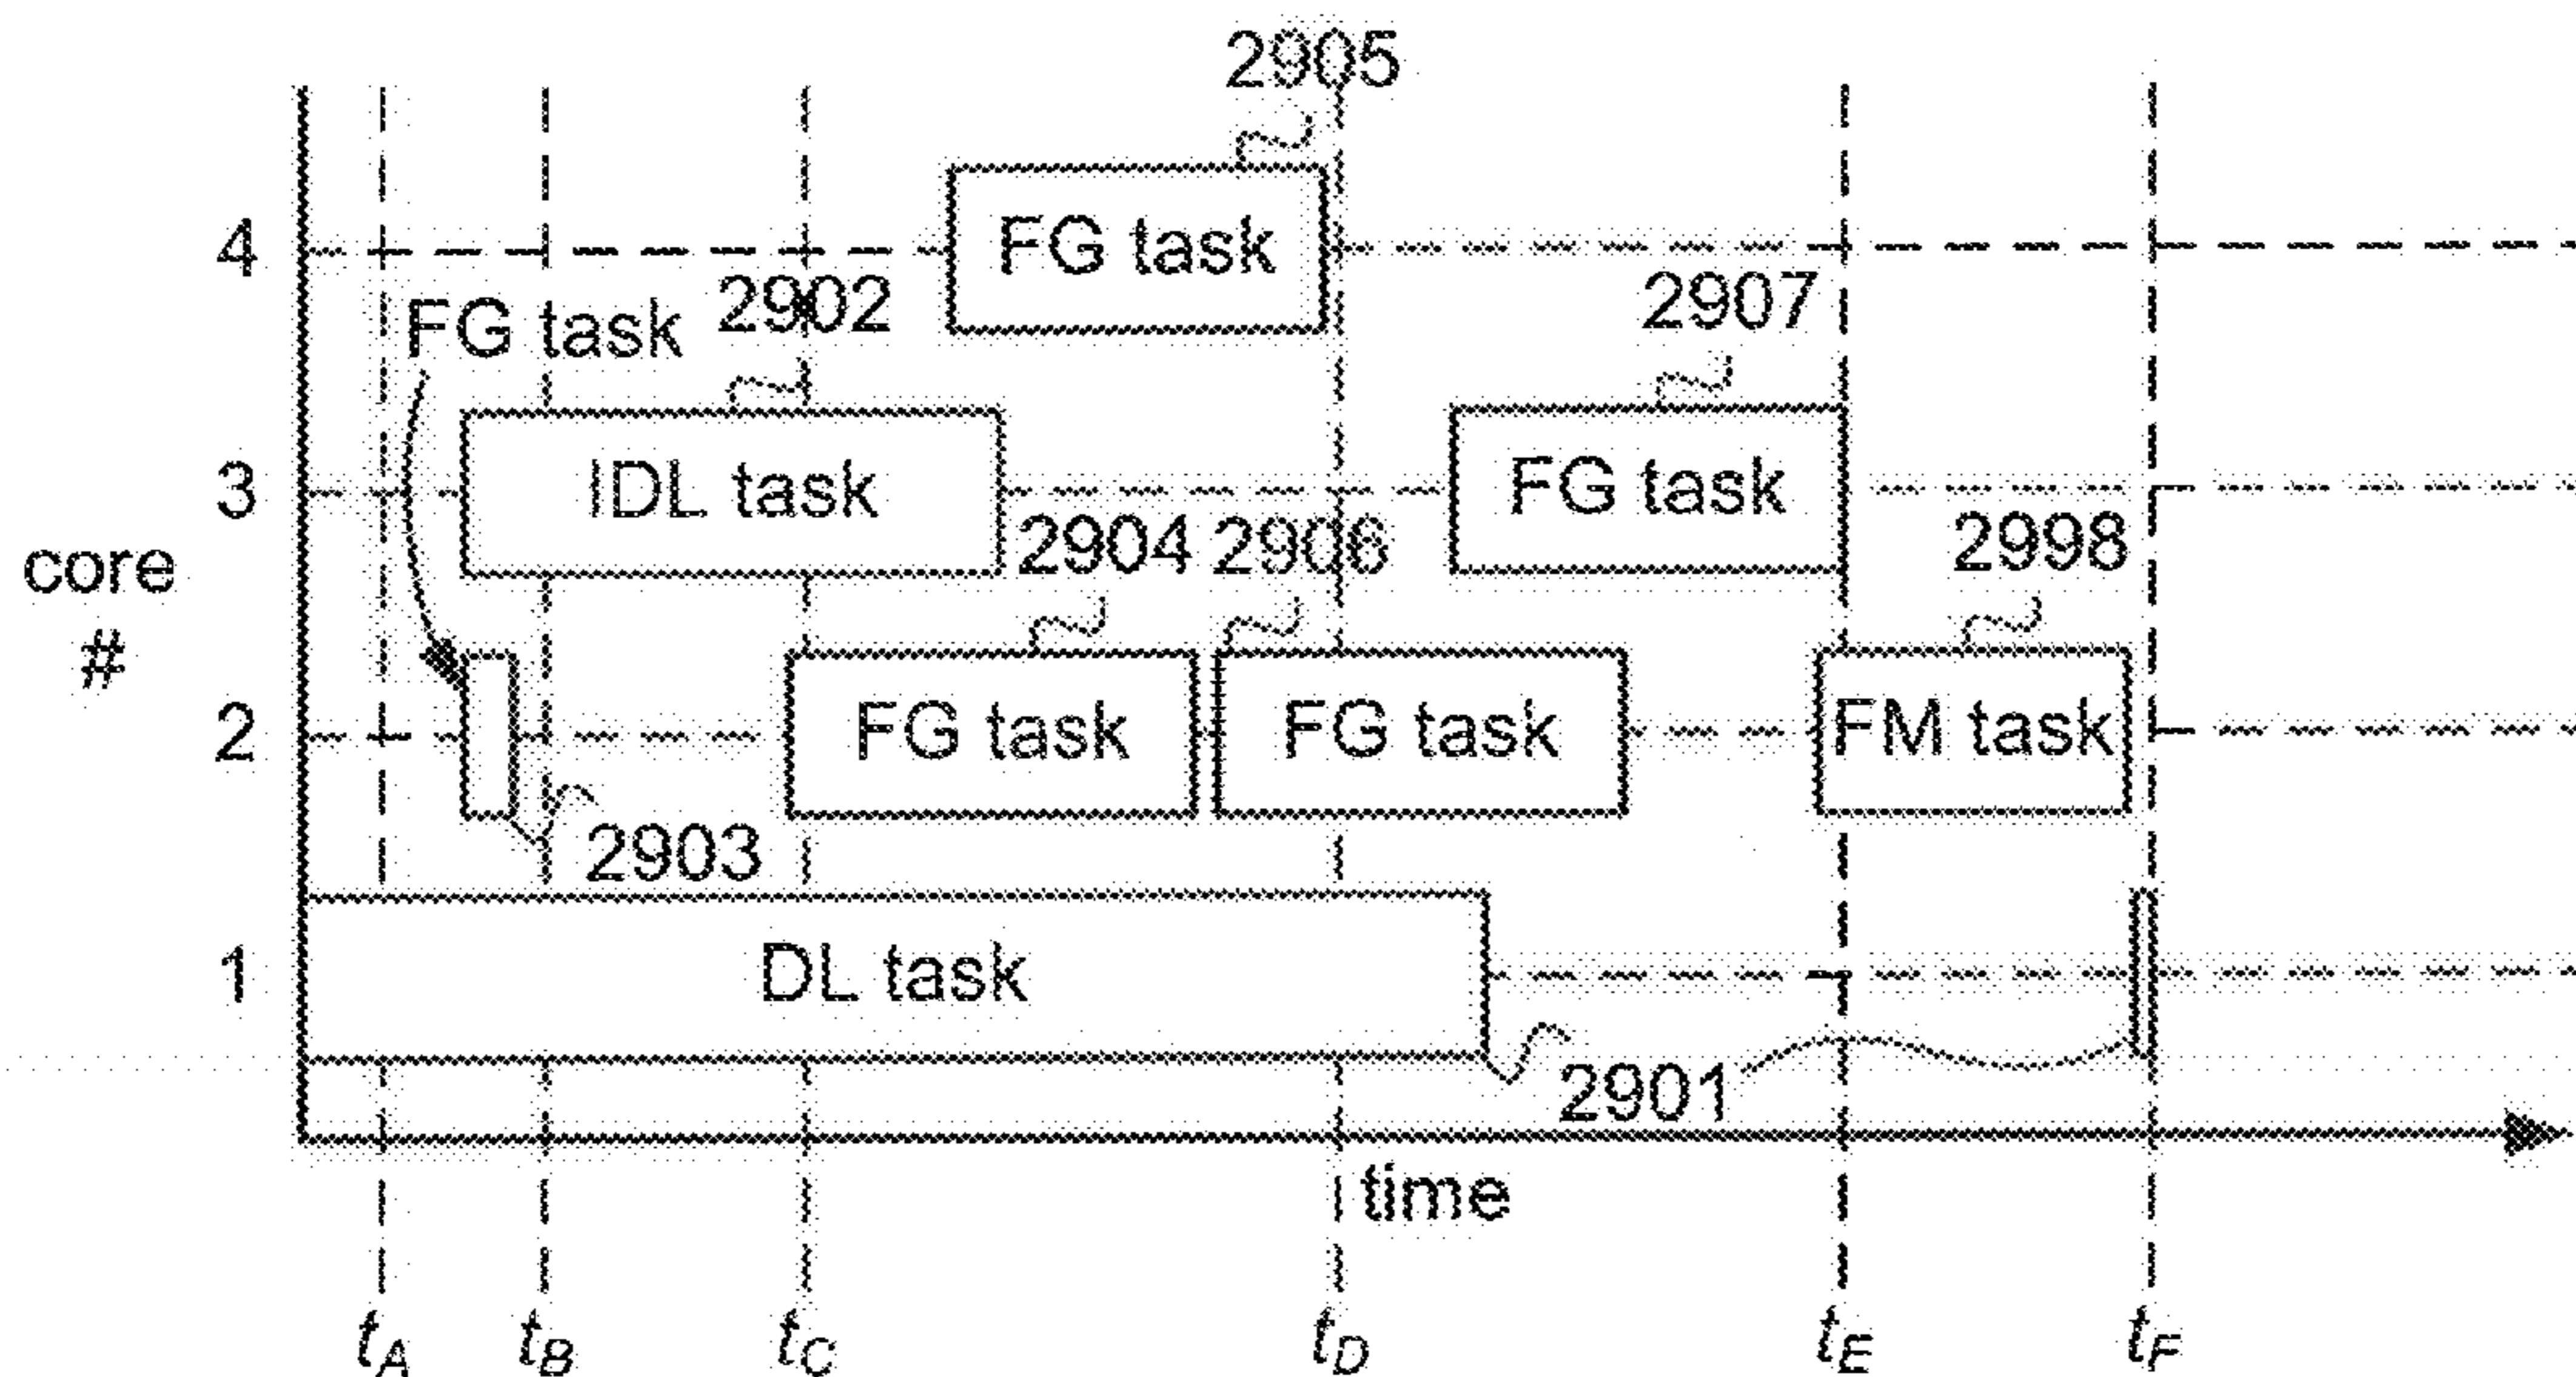 2905
4
FG task
FG task
2902
2907
3
IDL task
FG task
core
#
2904
2906
2998
2
FG task
FG task
FM task
2903
1
DL task
2901
time
tA
tB
tC
tD
tE
tF